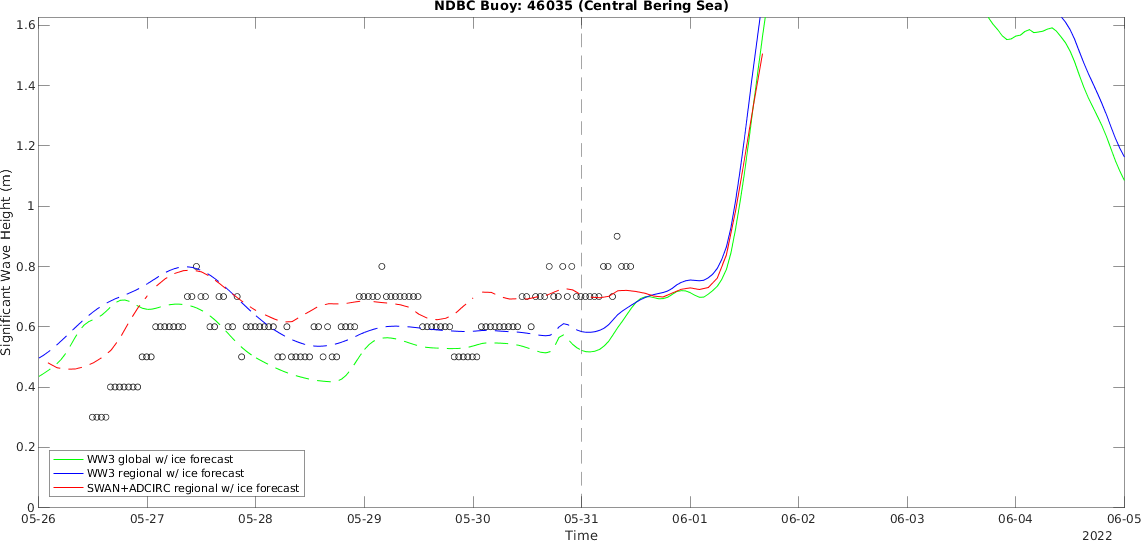 NDBC Buoy: 46035 (Central Bering Sea)
1.6
1.4
1.2
1
0.8
0.6
0.4
0.2
0
Significant Wave Height (m)
WW3 global w/ ice forecast
WW3 regional w/ ice forecast
SWAN+ADCIRC regional w/ ice forecast
05-26 05-27 05-28 05-29 05-30 05-31 06-01 06-02 06-03 06-04 06-05
Time
2022